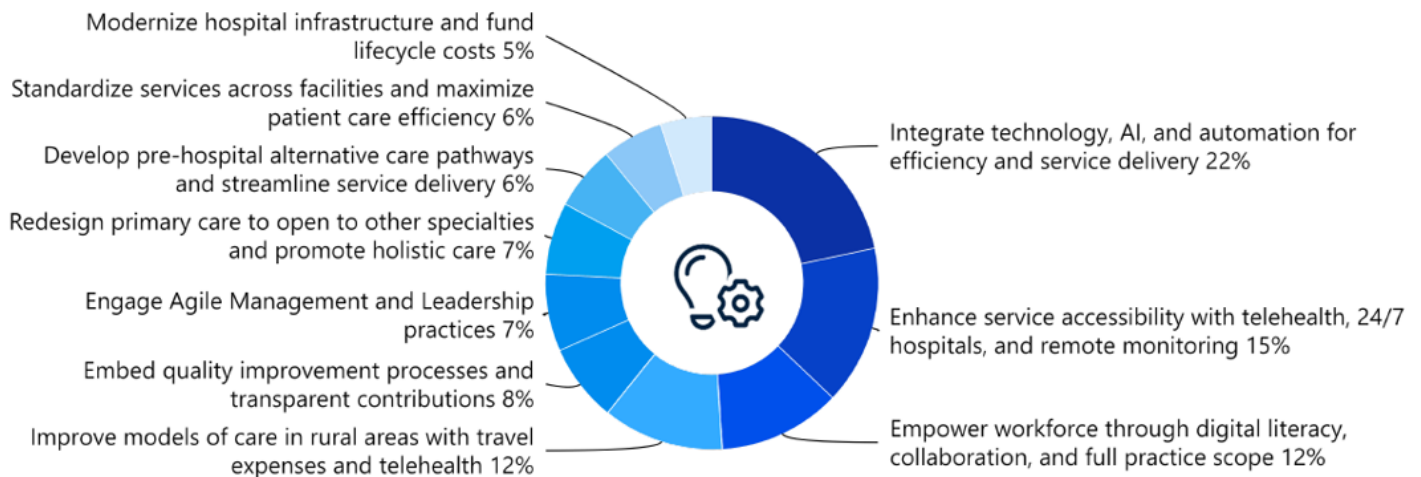 Modernize hospital infrastructure and fund
lifecycle costs 5%
Standardize services across facilities and maximize
patient care efficiency 6%
Develop pre-hospital alternative care pathways
and streamline service delivery 6%
Redesign primary care to open to other specialties
and promote holistic care 7%
Engage Agile Management and Leadership
practices 7%
Embed quality improvement processes and
transparent contributions 8%
Improve models of care in rural areas with travel
expenses and telehealth 12%
Integrate technology, AI, and automation for
efficiency and service delivery 22%
Enhance service accessibility with telehealth, 24/7
hospitals, and remote monitoring 15%
Empower workforce through digital literacy,
collaboration, and full practice scope 12%